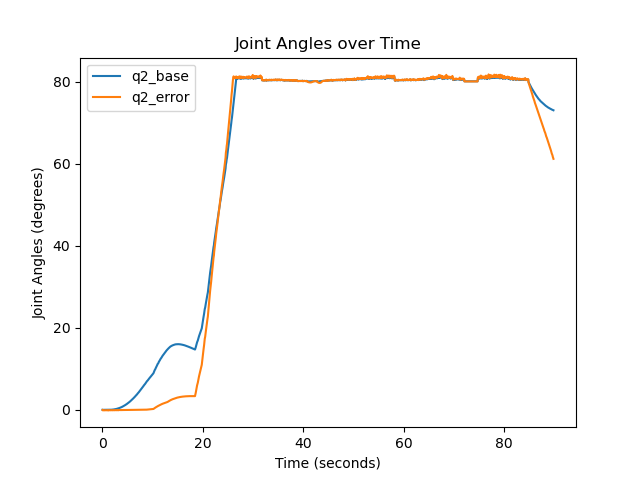 Joint Angles over Time
q2_base
q2_error
Joint Angles (degrees)
80
60
40
20
0
0 20 40 60 80
Time (seconds)